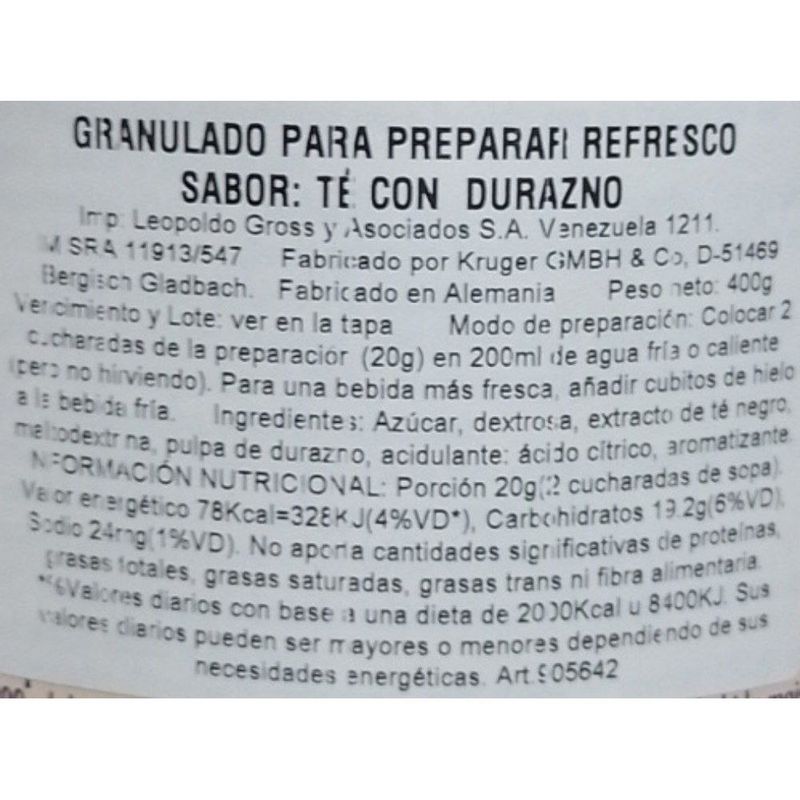 GRANULADO PARA PREPARAR REFRESCO
SABOR: TÉ CON DURAZNO
Imp. Leopoldo Gross y Asociados S.A. Venezuela 1211.
M SRA 11913/547 Fabricado por Kruger GMBH & Co, D-51469
Bergisch Gladbach. Fabricado en Alemania Peso neto: 400g
Vencimiento y Lote: ver en la tapa Modo de preparación: Colocar 2
cucharadas de la preparación (20g) en 200ml de agua fría o caliente
(pero no hirviendo). Para una bebida más fresca, añadir cubitos de hielo
a la bebida fría. Ingredientes: Azúcar, dextrosa, extracto de té negro,
maltodextrina, pulpa de durazno, acidulante: ácido cítrico, aromatizante.
INFORMACIÓN NUTRICIONAL: Porción 20g(2 cucharadas de sopa).
Valor energético 78Kcal=328KJ(4%VD*), Carbohidratos 19.2g(6%VD),
Sodio 24mg(1%VD). No aporta cantidades significativas de proteínas,
grasas totales, grasas saturadas, grasas trans ni fibra alimentaria.
*%Valores diarios con base a una dieta de 2000Kcal u 8400KJ. Sus
valores diarios pueden ser mayores o menores dependiendo de sus
necesidades energéticas. Art.905642